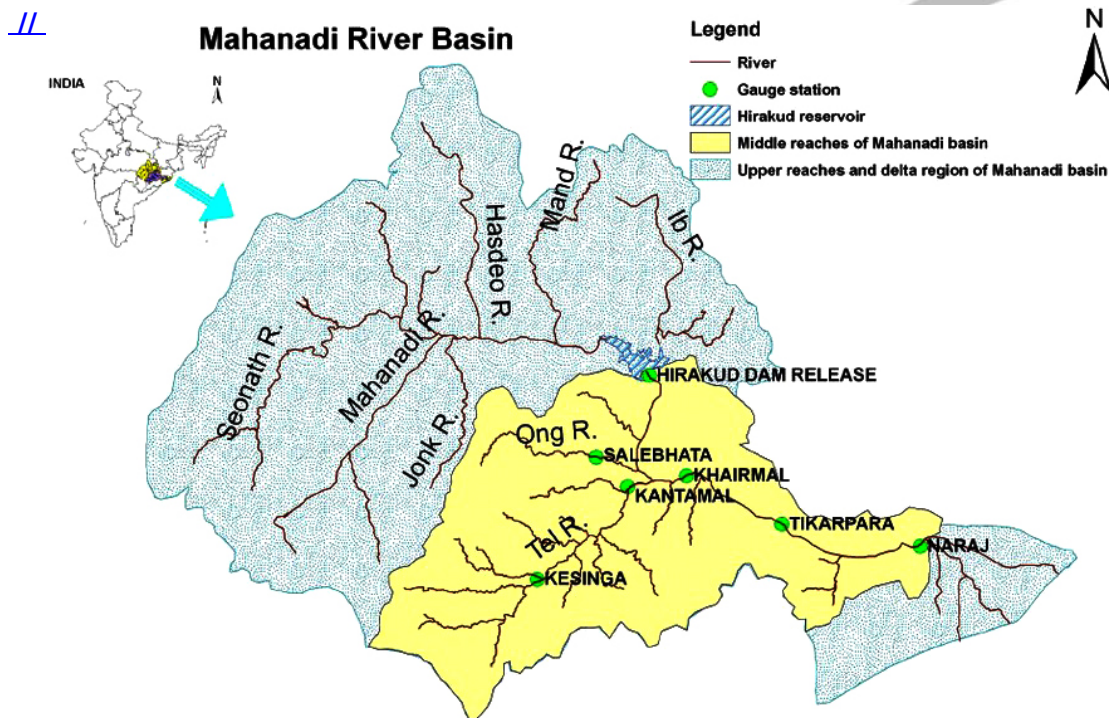 //
Mahanadi River Basin
INDIA
N
Legend
River
Gauge station
Hirakud reservoir
Middle reaches of Mahanadi basin
Upper reaches and delta region of Mahanadi basin
N
Seonath R.
Mahanadi R.
Hasdeo R.
Mand R.
Ib R.
Jonk R.
HIRAKUD DAM RELEASE
Ong R.
SALEBHATA
KHAIRMAL
KANTAMAL
Tel R.
TIKARPARA
NARAJ
KESINGA